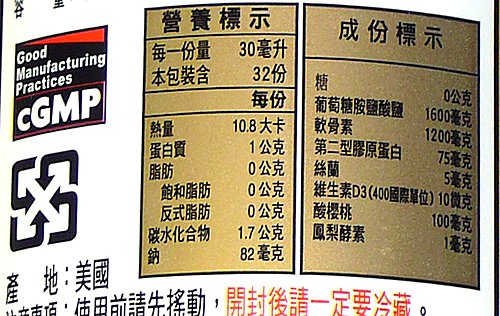 容 量
Good
Manufacturing
Practices
cGMP
營養標示
每一份量 30毫升
本包裝含 32份
每份
熱量 10.8大卡
蛋白質 1公克
脂肪 0公克
飽和脂肪 0公克
反式脂肪 0公克
碳水化合物 1.7公克
鈉 82毫克
成份標示
糖 0公克
葡萄糖胺鹽酸鹽 1600毫克
軟骨素 1200毫克
第二型膠原蛋白 75毫克
絲蘭 5毫克
維生素D3(400國際單位) 10微克
酸櫻桃 100毫克
鳳梨酵素 1毫克
產 地：美國
注意事項：使用前請先搖動，開封後請一定要冷藏。